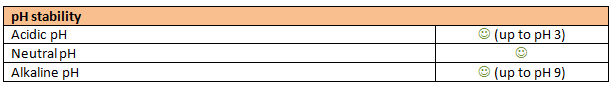 pH stability
Acidic pH ☺ (up to pH 3)
Neutral pH ☺
Alkaline pH ☺ (up to pH 9)